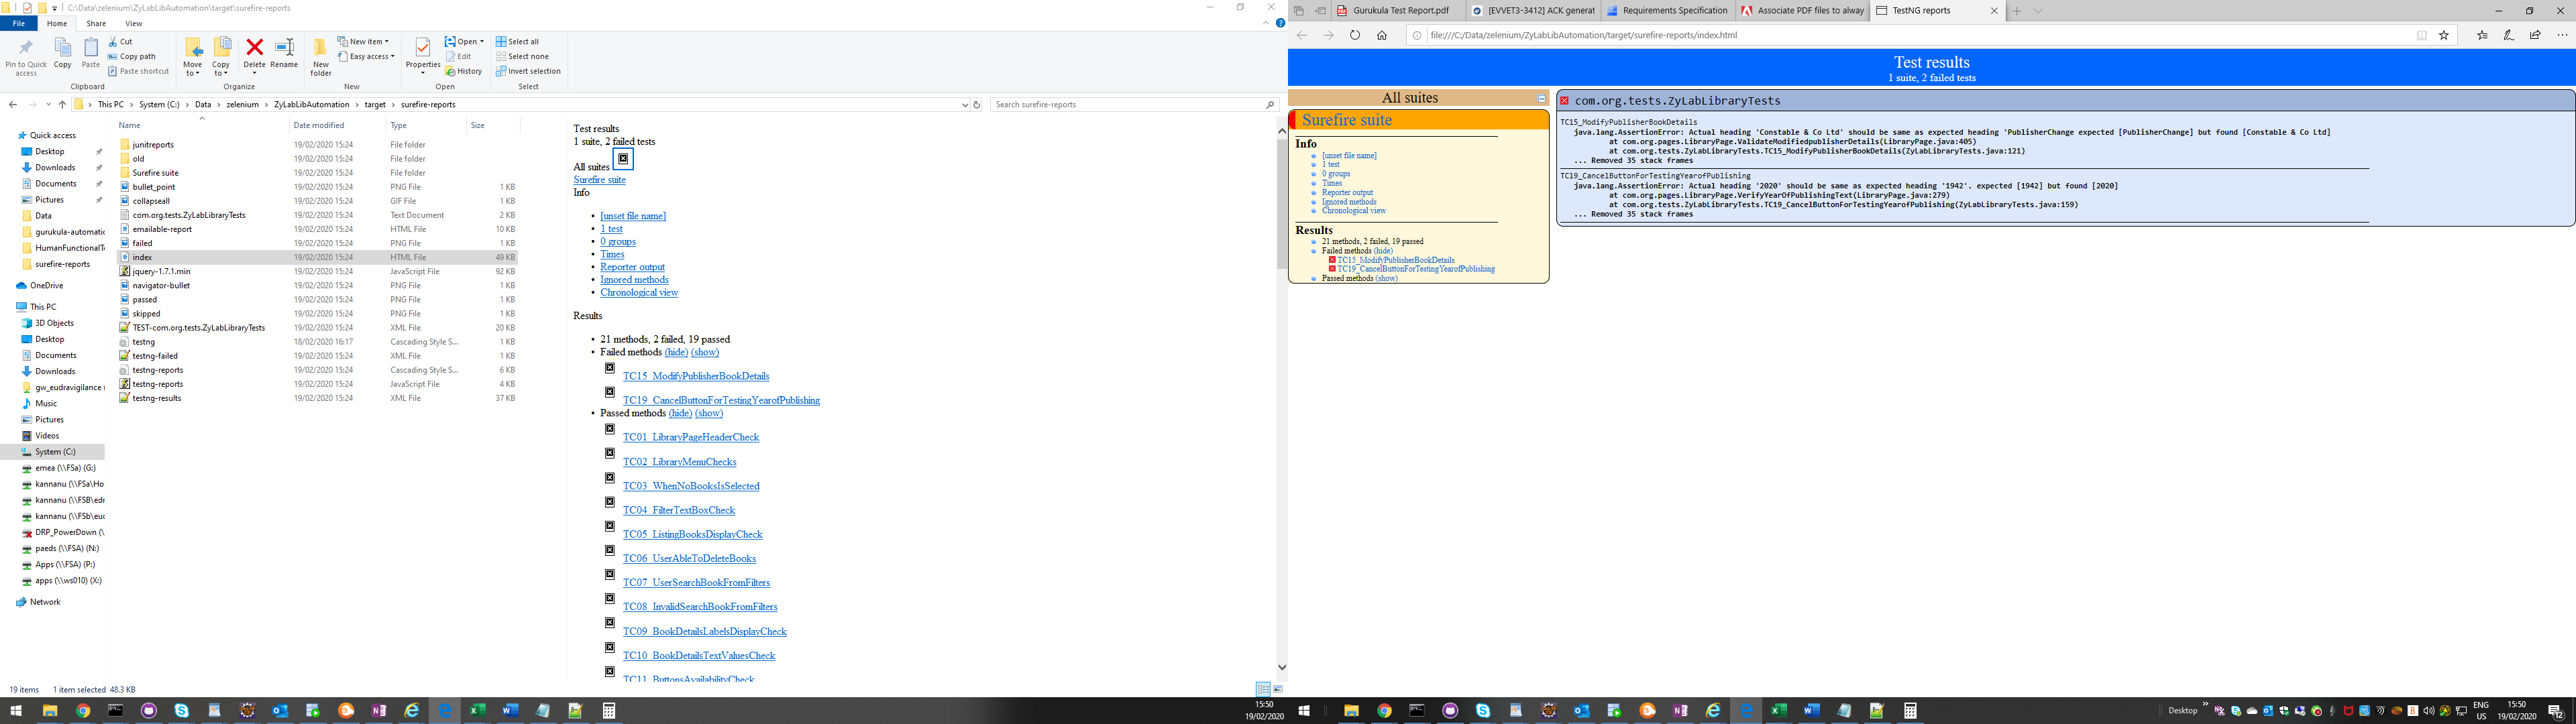 C:\Data\zelenium\ZyLabLibAutomation\target\surefire-reports
File Home Share View
Pin to Quick access
Copy
Paste
Cut
Copy path
Paste shortcut
Clipboard
Move to
Copy to
Delete
Rename
Organize
New folder
New item
Easy access
New
Properties
Open
Edit
History
Open
Select all
Select none
Invert selection
Select
This PC > System (C:) > Data > zelenium > ZyLabLibAutomation > target > surefire-reports
Search surefire-reports
Quick access
Desktop
Downloads
Documents
Pictures
Data
gurukula-automatic
HumanFunctionalTe
surefire-reports
OneDrive
This PC
3D Objects
Desktop
Documents
Downloads
gw_eudravigilance (
Music
Pictures
Videos
System (C:)
emea (\\FSa) (G:)
kannanu (\\FSa\Ho
kannanu (\\FSB\edr
kannanu (\\FSb\euc
DRP_PowerDown (\
paeds (\\FSA) (N:)
Apps (\\FSA) (P:)
apps (\\ws010) (X:)
Network
Name Date modified Type Size
junitreports 19/02/2020 15:24 File folder
old 19/02/2020 15:24 File folder
Surefire suite 19/02/2020 15:24 File folder
bullet_point 19/02/2020 15:24 PNG File 1 KB
collapseall 19/02/2020 15:24 GIF File 1 KB
com.org.tests.ZyLabLibraryTests 19/02/2020 15:24 Text Document 2 KB
emailable-report 19/02/2020 15:24 HTML File 10 KB
failed 19/02/2020 15:24 PNG File 1 KB
index 19/02/2020 15:24 HTML File 49 KB
jquery-1.7.1.min 19/02/2020 15:24 JavaScript File 92 KB
navigator-bullet 19/02/2020 15:24 PNG File 1 KB
passed 19/02/2020 15:24 PNG File 1 KB
skipped 19/02/2020 15:24 PNG File 1 KB
TEST-com.org.tests.ZyLabLibraryTests 19/02/2020 15:24 XML File 20 KB
testng 18/02/2020 16:17 Cascading Style S... 1 KB
testng-failed 19/02/2020 15:24 XML File 1 KB
testng-reports 19/02/2020 15:24 Cascading Style S... 6 KB
testng-reports 19/02/2020 15:24 JavaScript File 4 KB
testng-results 19/02/2020 15:24 XML File 37 KB
Test results
1 suite, 2 failed tests
All suites
Surefire suite
Info
[unset file name]
1 test
0 groups
Times
Reporter output
Ignored methods
Chronological view
Results
21 methods, 2 failed, 19 passed
Failed methods (hide) (show)
TC15_ModifyPublisherBookDetails
TC19_CancelButtonForTestingYearofPublishing
Passed methods (hide) (show)
TC01_LibraryPageHeaderCheck
TC02_LibraryMenuChecks
TC03_WhenNoBooksIsSelected
TC04_FilterTextBoxCheck
TC05_ListingBooksDisplayCheck
TC06_UserAbleToDeleteBooks
TC07_UserSearchBookFromFilters
TC08_InvalidSearchBookFromFilters
TC09_BookDetailsLabelsDisplayCheck
TC10_BookDetailsTextValuesCheck
TC11_ButtonsAvailabilityCheck
19 items 1 item selected 48.3 KB
15:50
19/02/2020
Gurukula Test Report.pdf
[EVVET3-3412] ACK generat
Requirements Specification
Associate PDF files to alway
TestNG reports
file:///C:/Data/zelenium/ZyLabLibAutomation/target/surefire-reports/index.html
Test results
1 suite, 2 failed tests
All suites
Surefire suite
Info
[unset file name]
1 test
0 groups
Times
Reporter output
Ignored methods
Chronological view
Results
21 methods, 2 failed, 19 passed
Failed methods (hide)
TC15_ModifyPublisherBookDetails
TC19_CancelButtonForTestingYearofPublishing
Passed methods (show)
com.org.tests.ZyLabLibraryTests
TC15_ModifyPublisherBookDetails
java.lang.AssertionError: Actual heading 'Constable & Co Ltd' should be same as expected heading 'PublisherChange expected [PublisherChange] but found [Constable & Co Ltd]
at com.org.pages.LibraryPage.ValidateModifiedpublisherDetails(LibraryPage.java:405)
at com.org.tests.ZyLabLibraryTests.TC15_ModifyPublisherBookDetails(ZyLabLibraryTests.java:121)
... Removed 35 stack frames
TC19_CancelButtonForTestingYearofPublishing
java.lang.AssertionError: Actual heading '2020' should be same as expected heading '1942'. expected [1942] but found [2020]
at com.org.pages.LibraryPage.VerifyYearOfPublishingText(LibraryPage.java:279)
at com.org.tests.ZyLabLibraryTests.TC19_CancelButtonForTestingYearofPublishing(ZyLabLibraryTests.java:159)
... Removed 35 stack frames
Desktop
ENG
US
15:50
19/02/2020
12